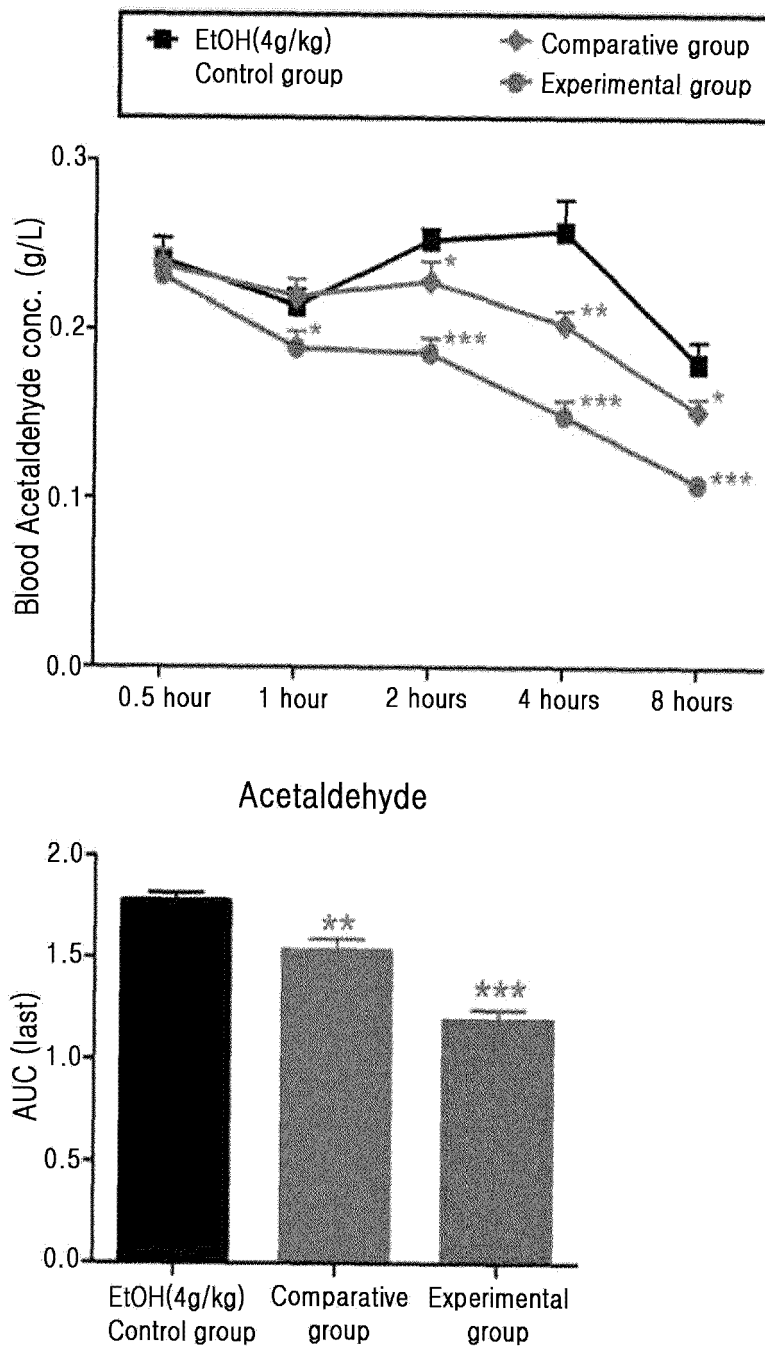 EtOH(4g/kg)
Control group
Comparative group
Experimental group
Blood Acetaldehyde conc. (g/L)
0.3
0.2
0.1
0.0
*
***
***
***
*
**
*
0.5 hour
1 hour
2 hours
4 hours
8 hours
Acetaldehyde
AUC (last)
2.0
1.5
1.0
0.5
0.0
**
***
EtOH(4g/kg)
Control group
Comparative
group
Experimental
group